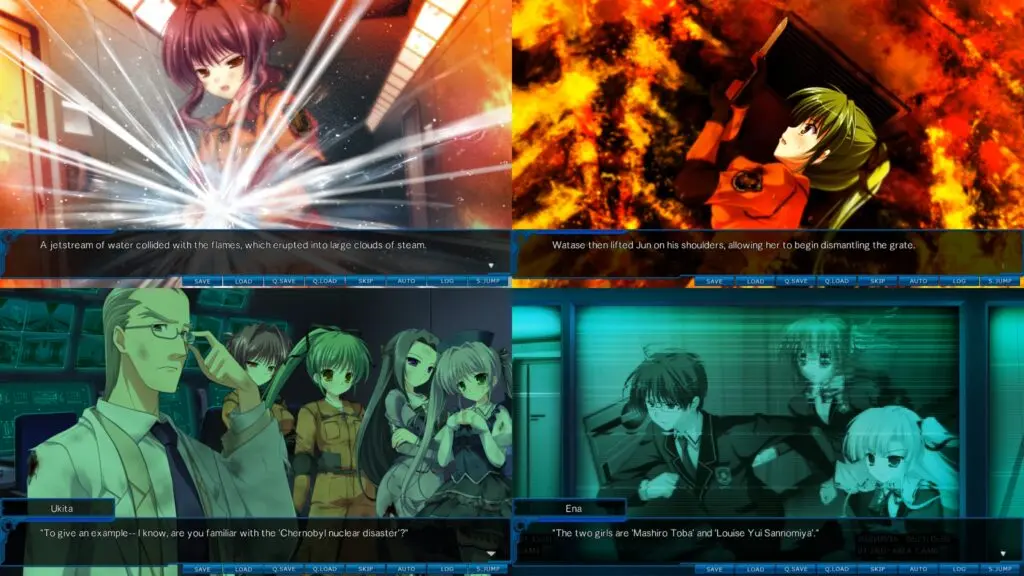 A jetstream of water collided with the flames, which erupted into large clouds of steam.
SAVE LOAD Q.SAVE Q.LOAD SKIP AUTO LOG S.JUMP
Watase then lifted Jun on his shoulders, allowing her to begin dismantling the grate.
SAVE LOAD Q.SAVE Q.LOAD SKIP AUTO LOG S.JUMP
Ukita
"To give an example-- I know, are you familiar with the 'Chernobyl nuclear disaster'?"
SAVE LOAD Q.SAVE Q.LOAD SKIP AUTO LOG S.JUMP
Ena
"The two girls are 'Mashiro Toba' and 'Louise Yui Sannomiya'."
SAVE LOAD Q.SAVE Q.LOAD SKIP AUTO LOG S.JUMP